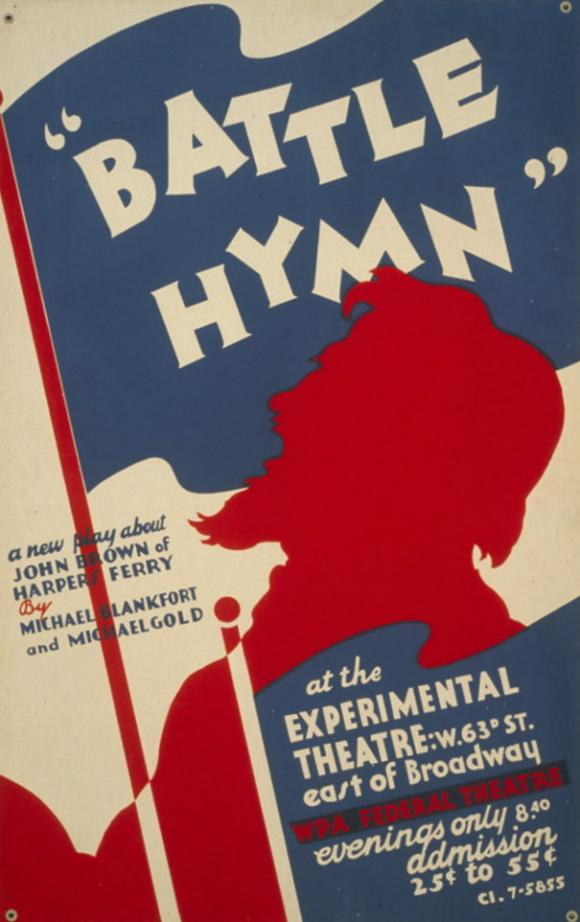 “BATTLE
HYMN”
a new play about
JOHN BROWN of
HARPERS FERRY
By
MICHAEL BLANKFORT
and MICHAEL GOLD
at the
EXPERIMENTAL
THEATRE·W.63ᴰ ST.
east of Broadway
WPA FEDERAL THEATRE
evenings only 8:40
admission
25¢ to 55¢
CI.7-5855